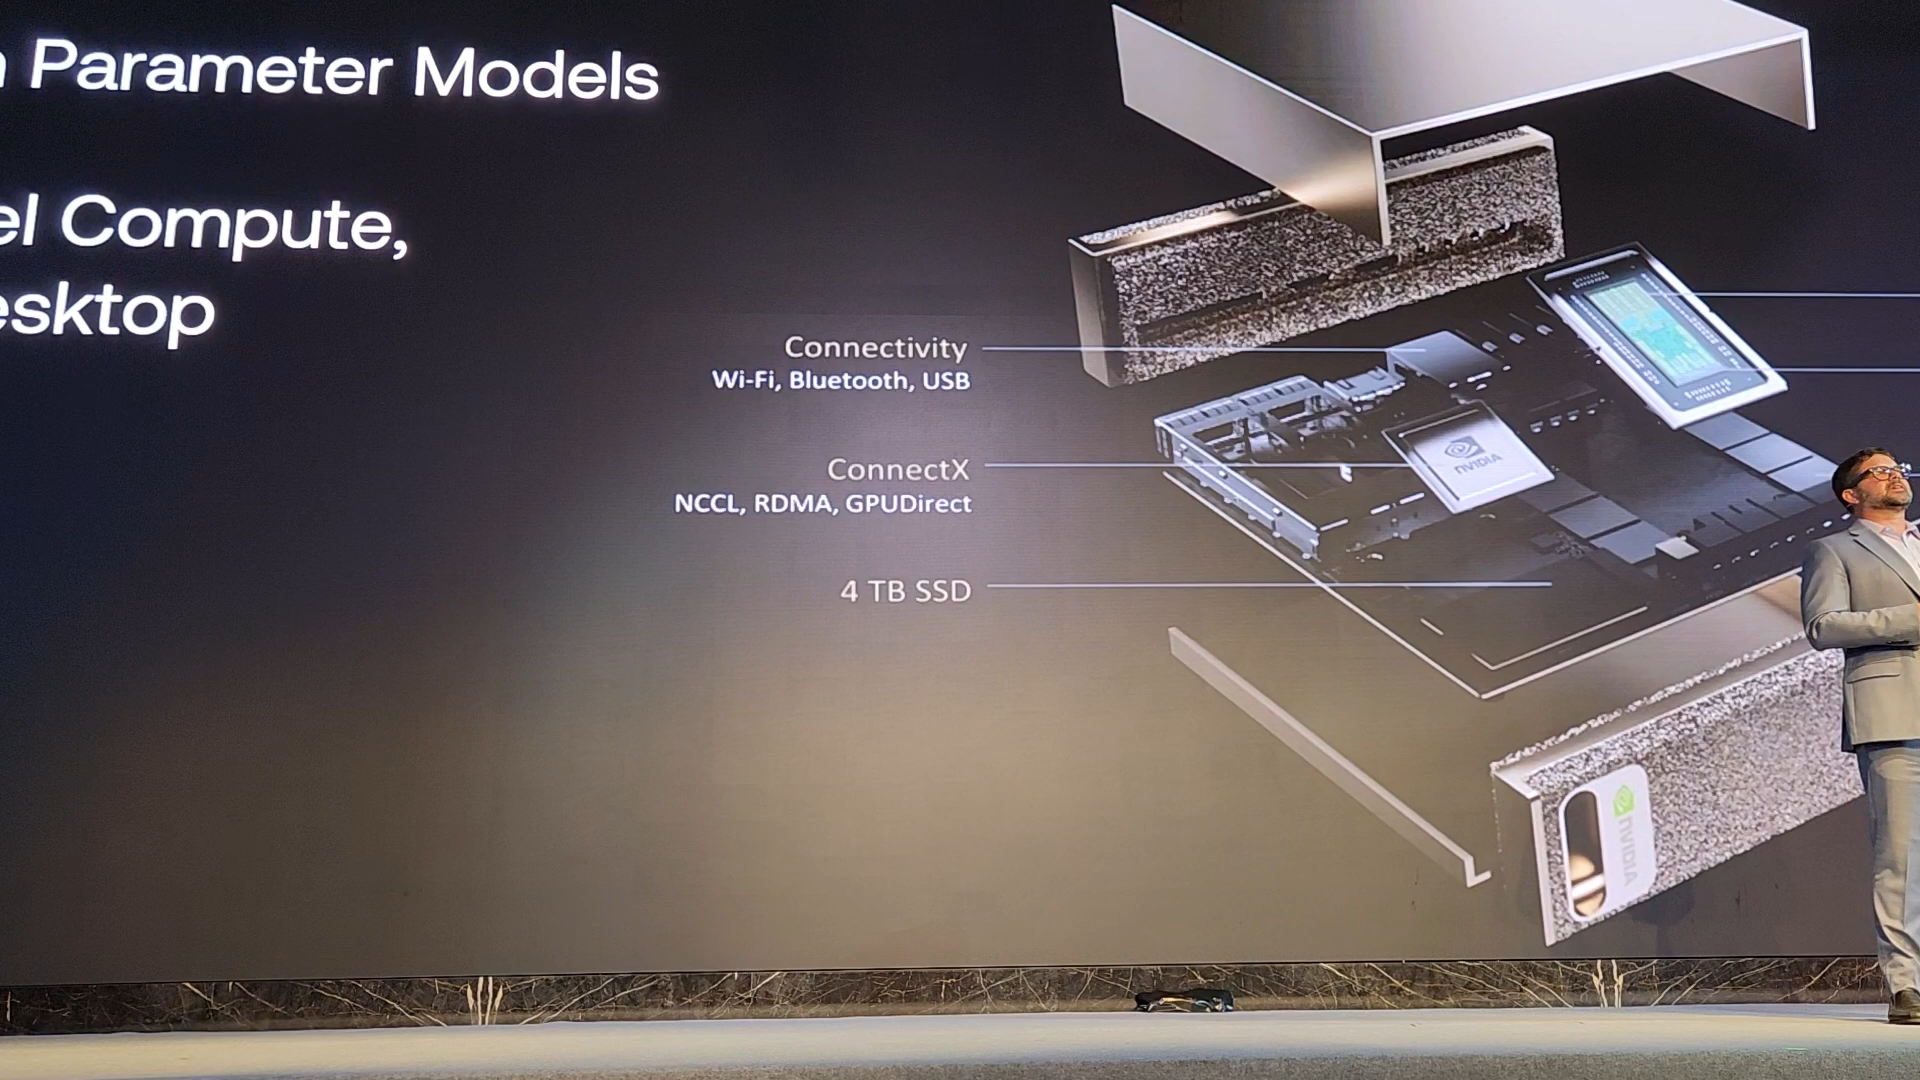 Parameter Models
el Compute,
esktop
Connectivity
Wi-Fi, Bluetooth, USB
ConnectX
NCCL, RDMA, GPUDirect
4 TB SSD
NVIDIA
NVIDIA